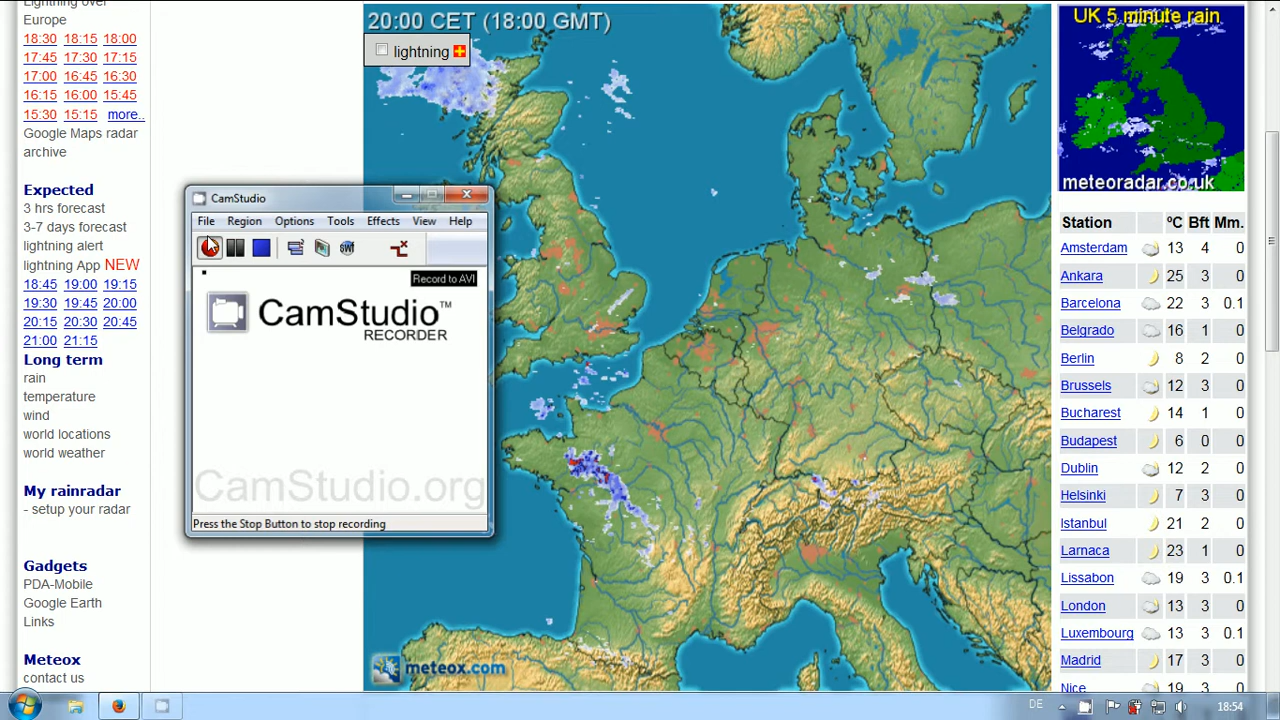 Lightning over
Europe
18:30 18:15 18:00
17:45 17:30 17:15
17:00 16:45 16:30
16:15 16:00 15:45
15:30 15:15 more..
Google Maps radar
archive
Expected
3 hrs forecast
3-7 days forecast
lightning alert
lightning App NEW
18:45 19:00 19:15
19:30 19:45 20:00
20:15 20:30 20:45
21:00 21:15
Long term
rain
temperature
wind
world locations
world weather
My rainradar
- setup your radar
Gadgets
PDA-Mobile
Google Earth
Links
Meteox
contact us
20:00 CET (18:00 GMT)
lightning
CamStudio
File Region Options Tools Effects View Help
SWF
Record to AVI
CamStudio™
RECORDER
CamStudio.org
Press the Stop Button to stop recording
meteox.com
UK 5 minute rain
meteoradar.co.uk
Station ºC Bft Mm.
Amsterdam 13 4 0
Ankara 25 3 0
Barcelona 22 3 0.1
Belgrado 16 1 0
Berlin 8 2 0
Brussels 12 3 0
Bucharest 14 1 0
Budapest 6 0 0
Dublin 12 2 0
Helsinki 7 3 0
Istanbul 21 2 0
Larnaca 23 1 0
Lissabon 19 3 0.1
London 13 3 0
Luxembourg 13 3 0.1
Madrid 17 3 0
Nice 19 3 0
DE 18:54